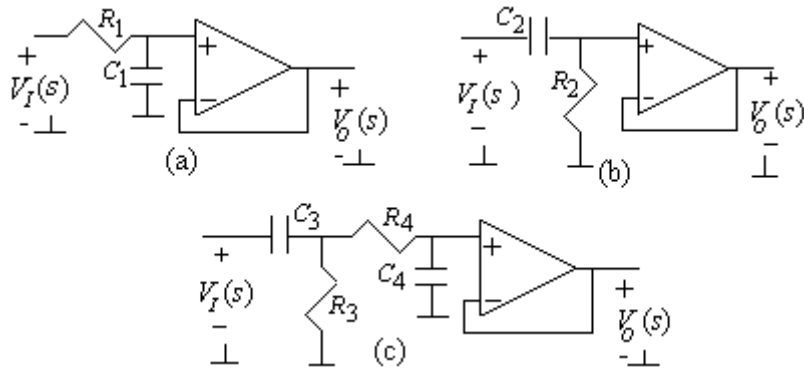 R1
+
C1
VI(s)
-
+
−
+
Vo(s)
-
(a)
C2
+
VI(s)
-
R2
+
−
+
Vo(s)
-
(b)
C3
R4
+
VI(s)
-
R3
C4
+
−
+
Vo(s)
-
(c)